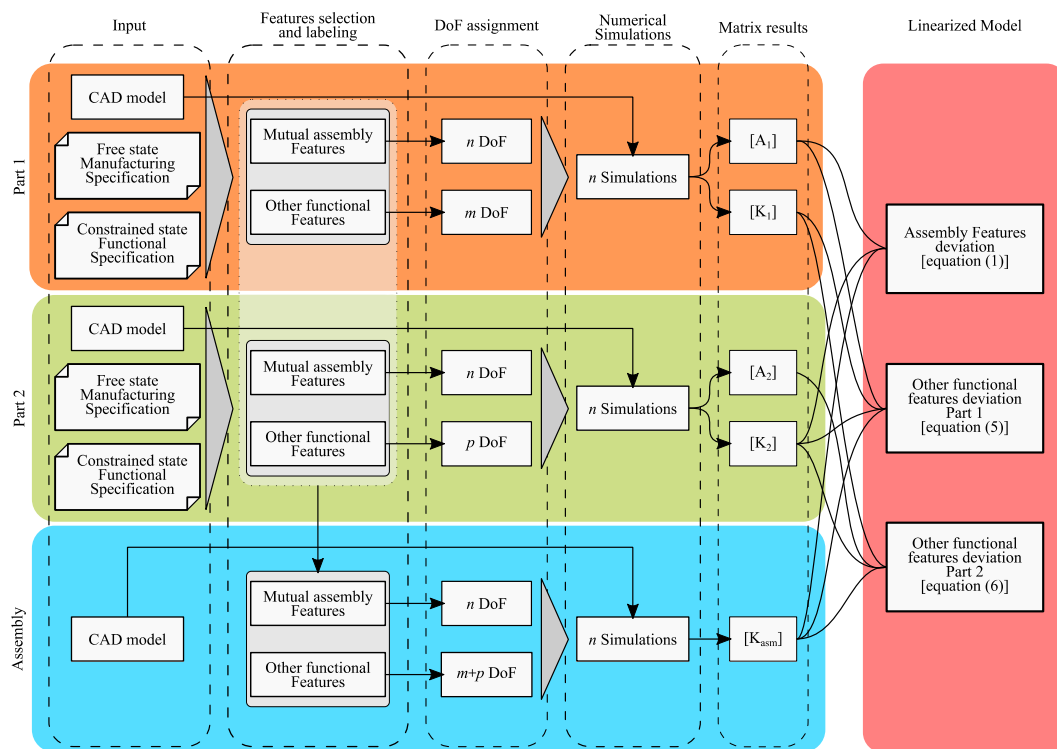 Input
Features selection
and labeling
DoF assignment
Numerical
Simulations
Matrix results
Linearized Model
Part 1
CAD model
Free state
Manufacturing
Specification
Constrained state
Functional
Specification
Mutual assembly
Features
Other functional
Features
n DoF
m DoF
n Simulations
[A1]
[K1]
Part 2
CAD model
Free state
Manufacturing
Specification
Constrained state
Functional
Specification
Mutual assembly
Features
Other functional
Features
n DoF
p DoF
n Simulations
[A2]
[K2]
Assembly
CAD model
Mutual assembly
Features
Other functional
Features
n DoF
m+p DoF
n Simulations
[Kasm]
Assembly Features
deviation
[equation (1)]
Other functional
features deviation
Part 1
[equation (5)]
Other functional
features deviation
Part 2
[equation (6)]